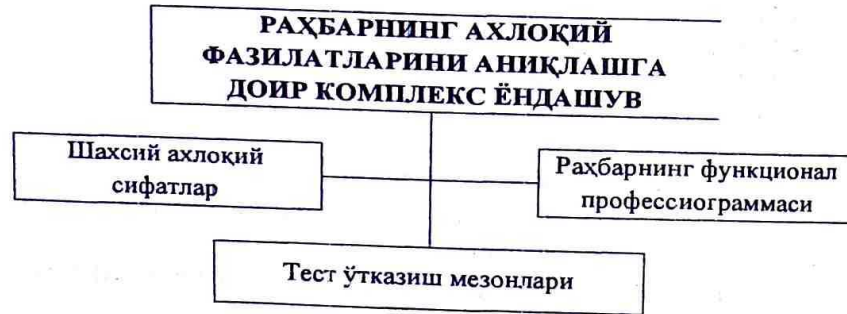 РАҲБАРНИНГ АХЛОҚИЙ
ФАЗИЛАТЛАРИНИ АНИҚЛАШГА
ДОИР КОМПЛЕКС ЁНДАШУВ
Шахсий ахлоқий
сифатлар
Раҳбарнинг функционал
профессиограммаси
Тест ўтказиш мезонлари